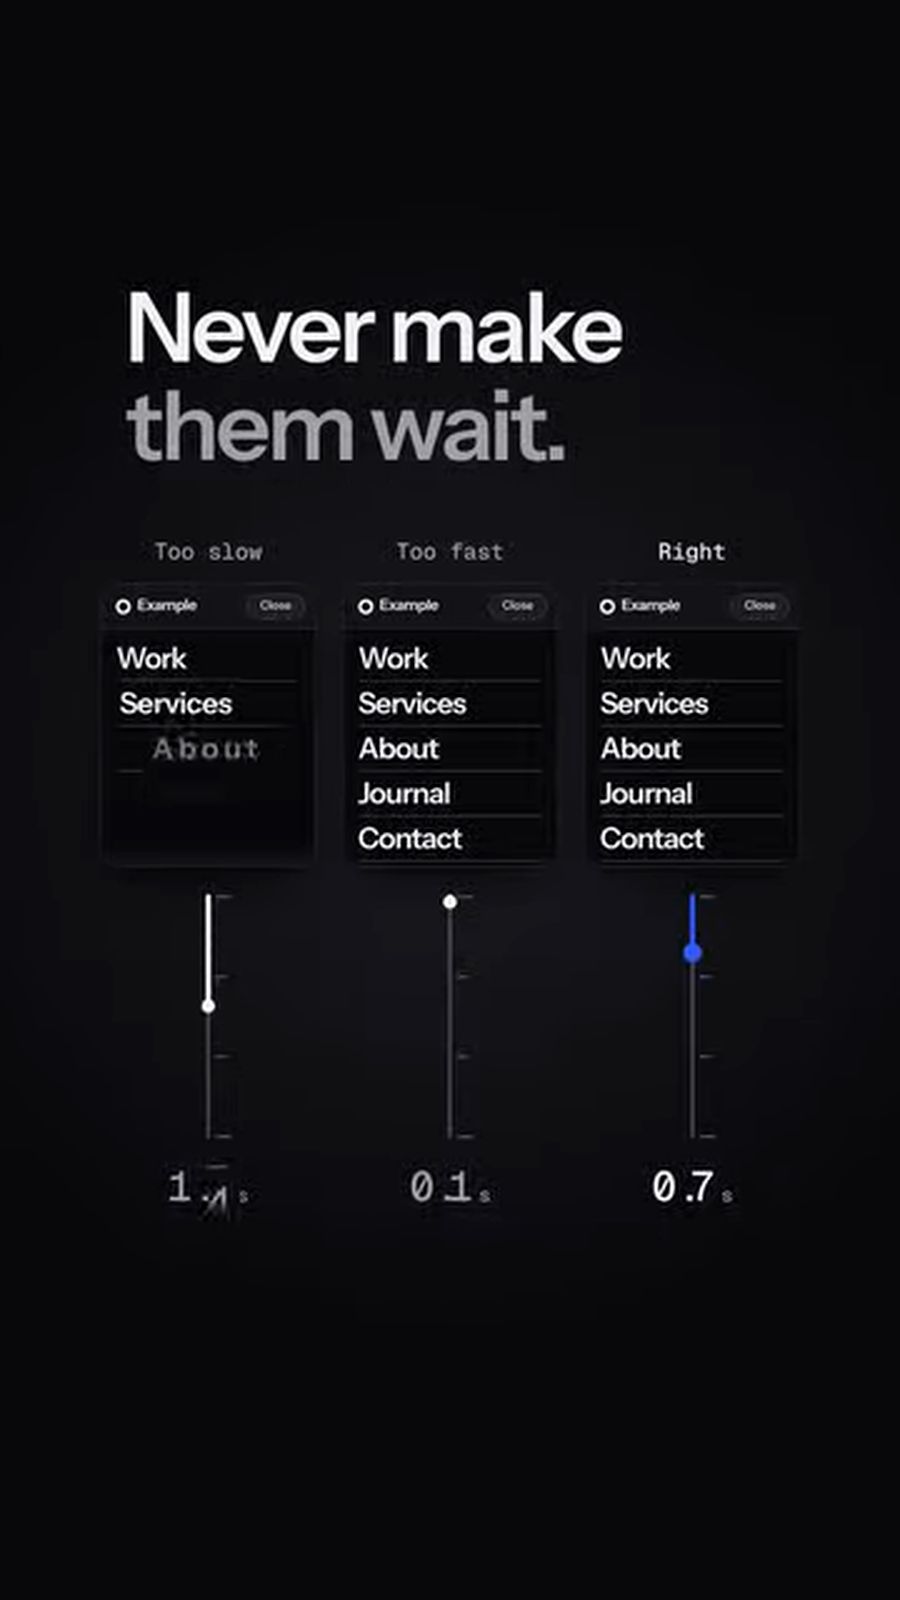 Never make
them wait.
Too slow
Too fast
Right
Example
Close
Example
Close
Example
Close
Work
Services
About
Work
Services
About
Journal
Contact
Work
Services
About
Journal
Contact
s
0.1s
0.7s